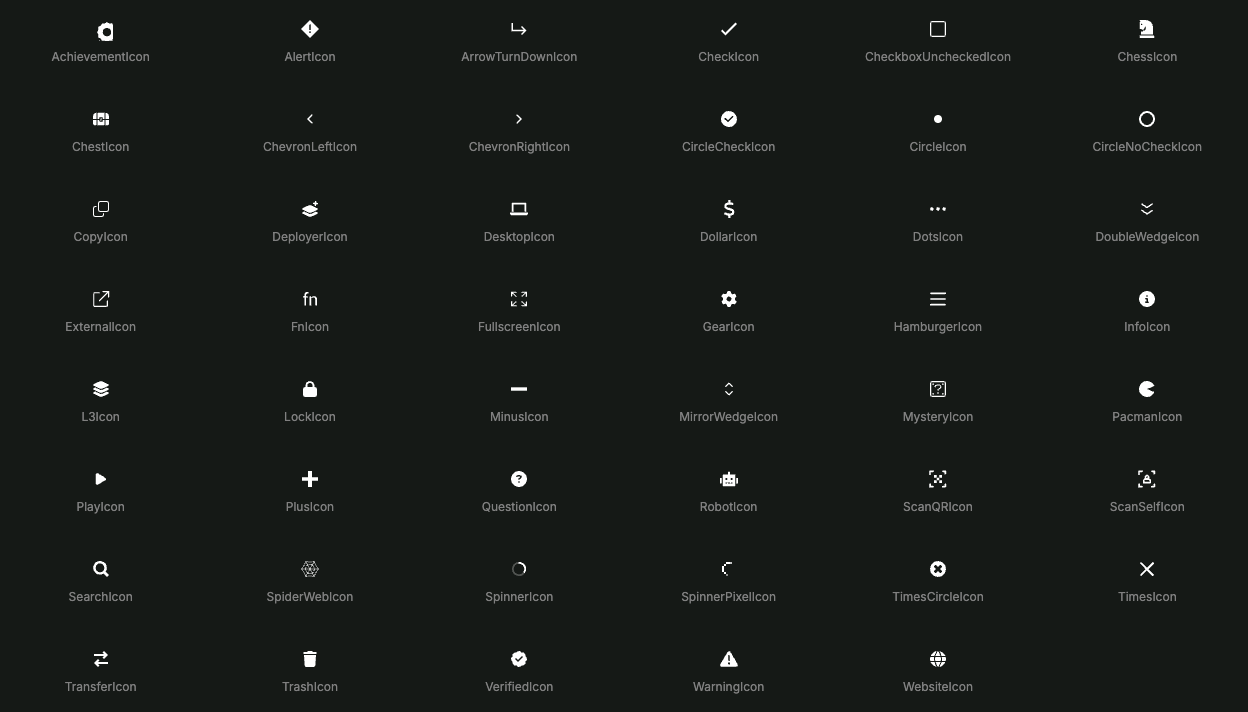 AchievementIcon AlertIcon ArrowTurnDownIcon CheckIcon CheckboxUncheckedIcon ChessIcon
ChestIcon ChevronLeftIcon ChevronRightIcon CircleCheckIcon CircleIcon CircleNoCheckIcon
CopyIcon DeployerIcon DesktopIcon DollarIcon DotsIcon DoubleWedgeIcon
fn
ExternalIcon FnIcon FullscreenIcon GearIcon HamburgerIcon InfoIcon
L3Icon LockIcon MinusIcon MirrorWedgeIcon MysteryIcon PacmanIcon
PlayIcon PlusIcon QuestionIcon RobotIcon ScanQRIcon ScanSelfIcon
SearchIcon SpiderWebIcon SpinnerIcon SpinnerPixelIcon TimesCircleIcon TimesIcon
TransferIcon TrashIcon VerifiedIcon WarningIcon WebsiteIcon